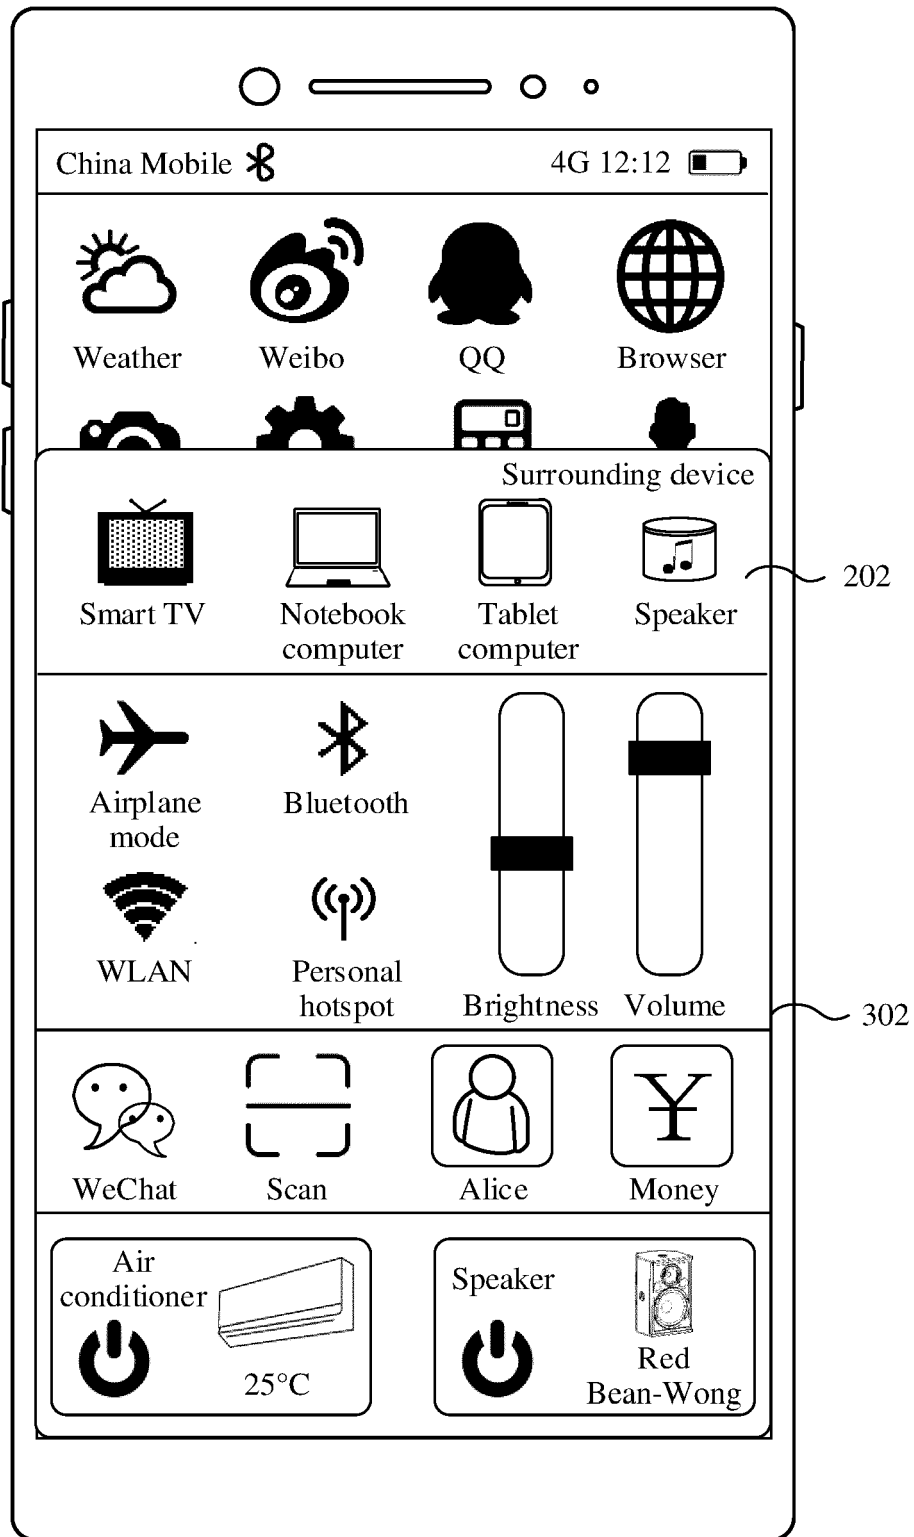 China Mobile 4G 12:12
Weather Weibo QQ Browser
Surrounding device
Smart TV Notebook computer Tablet computer Speaker
202
Airplane mode Bluetooth
WLAN Personal hotspot
Brightness Volume
302
WeChat Scan Alice Money
¥
Air conditioner
25°C
Speaker
Red
Bean-Wong